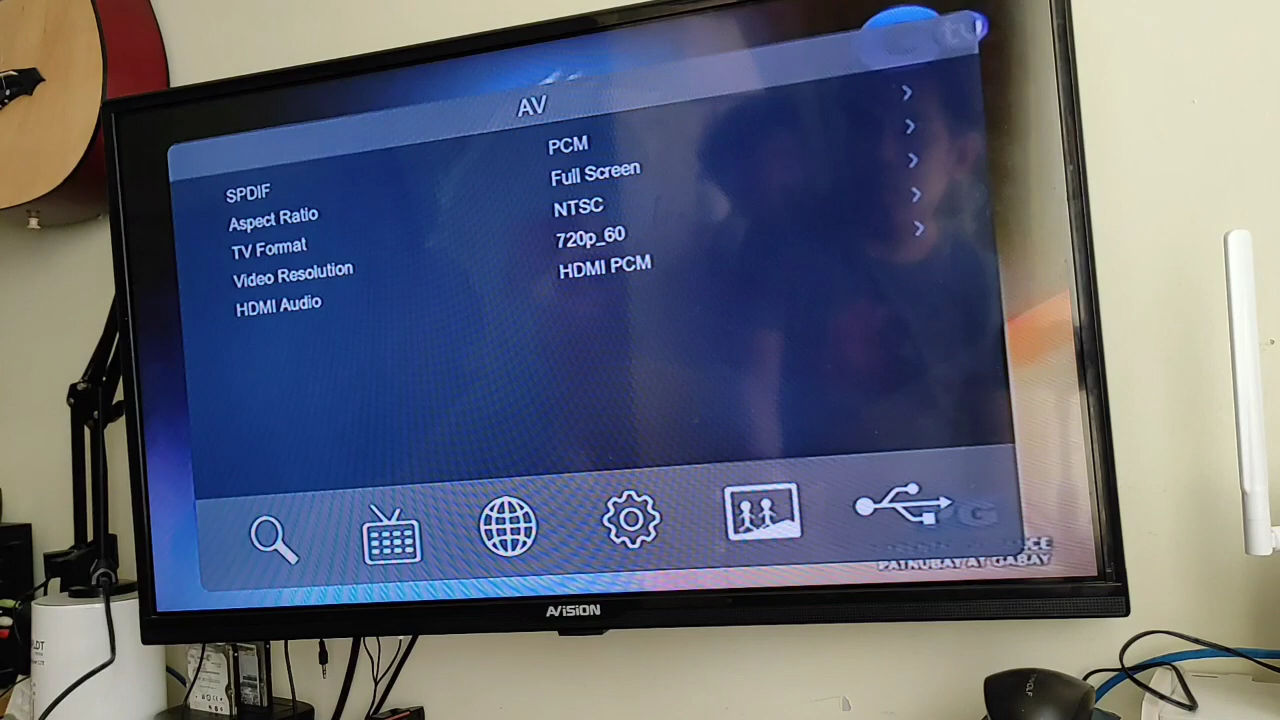 AV
SPDIF PCM
Aspect Ratio Full Screen
TV Format NTSC
Video Resolution 720p_60
HDMI Audio HDMI PCM
PG
PATNUBAY AT GABAY
AVISION